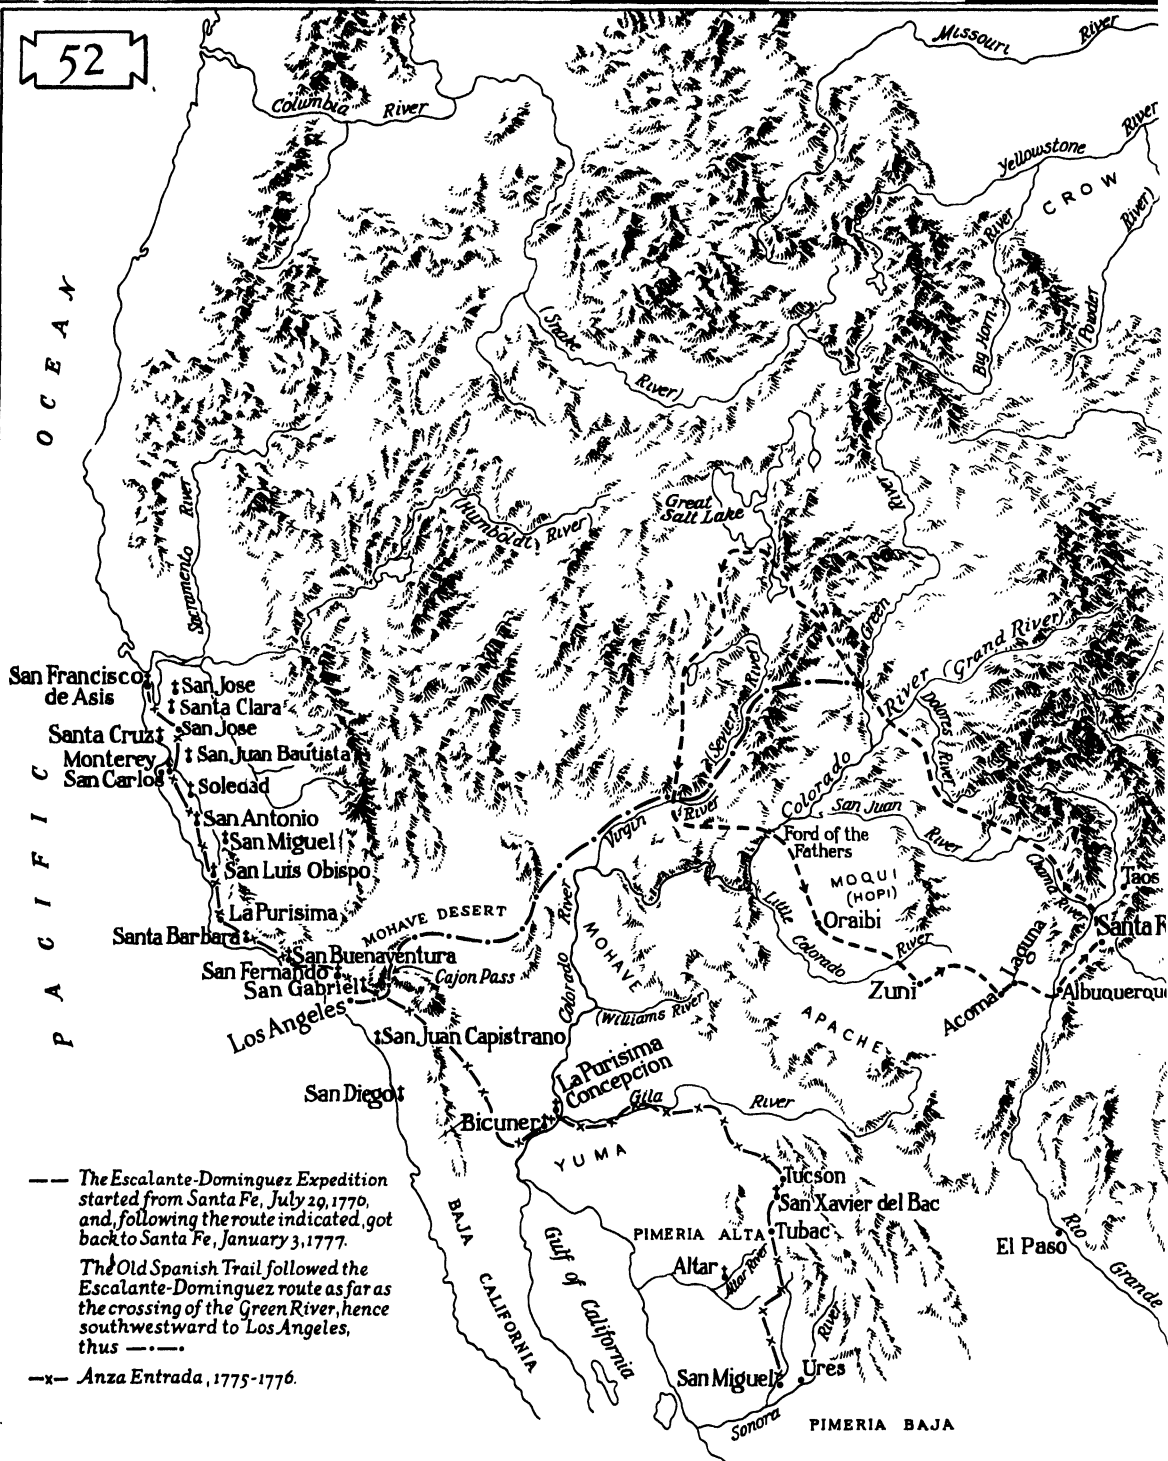 52
Missouri River
Columbia River
River
Yellowstone
CROW
River
River)
Big Horn
Powder
PACIFIC OCEAN
(Snake
River)
Sacramento River
(Humboldt) River
Great
Salt Lake
River
Green
River (Grand River)
Dolores River
(Sevier River)
San Francisco
de Asis
San Jose
Santa Clara
Santa Cruz
San Jose
Monterey
San Juan Bautista
San Carlos
Soledad
San Antonio
San Miguel
San Luis Obispo
La Purisima
Santa Barbara
San Buenaventura
San Fernando
San Gabriel
Los Angeles
MOHAVE DESERT
Cajon Pass
San Juan Capistrano
San Diego
Virgin River
Colorado
San Juan
River
Ford of the
Fathers
MOQUI
(HOPI)
Oraibi
Little
Colorado
River
Chama River
Taos
Santa F
Laguna
Zuni
Acoma
Albuquerqu
Colorado River
MOHAVE
(Williams River
APACHE
La Purisima
Concepcion
Gila River
Bicuner
YUMA
Tucson
San Xavier del Bac
PIMERIA ALTA
Tubac
Altar
Altar River
El Paso
Rio
Grande
BAJA CALIFORNIA
Gulf of California
River
San Miguel
Ures
Sonora
PIMERIA BAJA
The Escalante-Dominguez Expedition
started from Santa Fe, July 29, 1776,
and, following the route indicated, got
back to Santa Fe, January 3, 1777.
The Old Spanish Trail followed the
Escalante-Dominguez route as far as
the crossing of the Green River, hence
southwestward to Los Angeles,
thus —·—·
—x— Anza Entrada, 1775-1776.